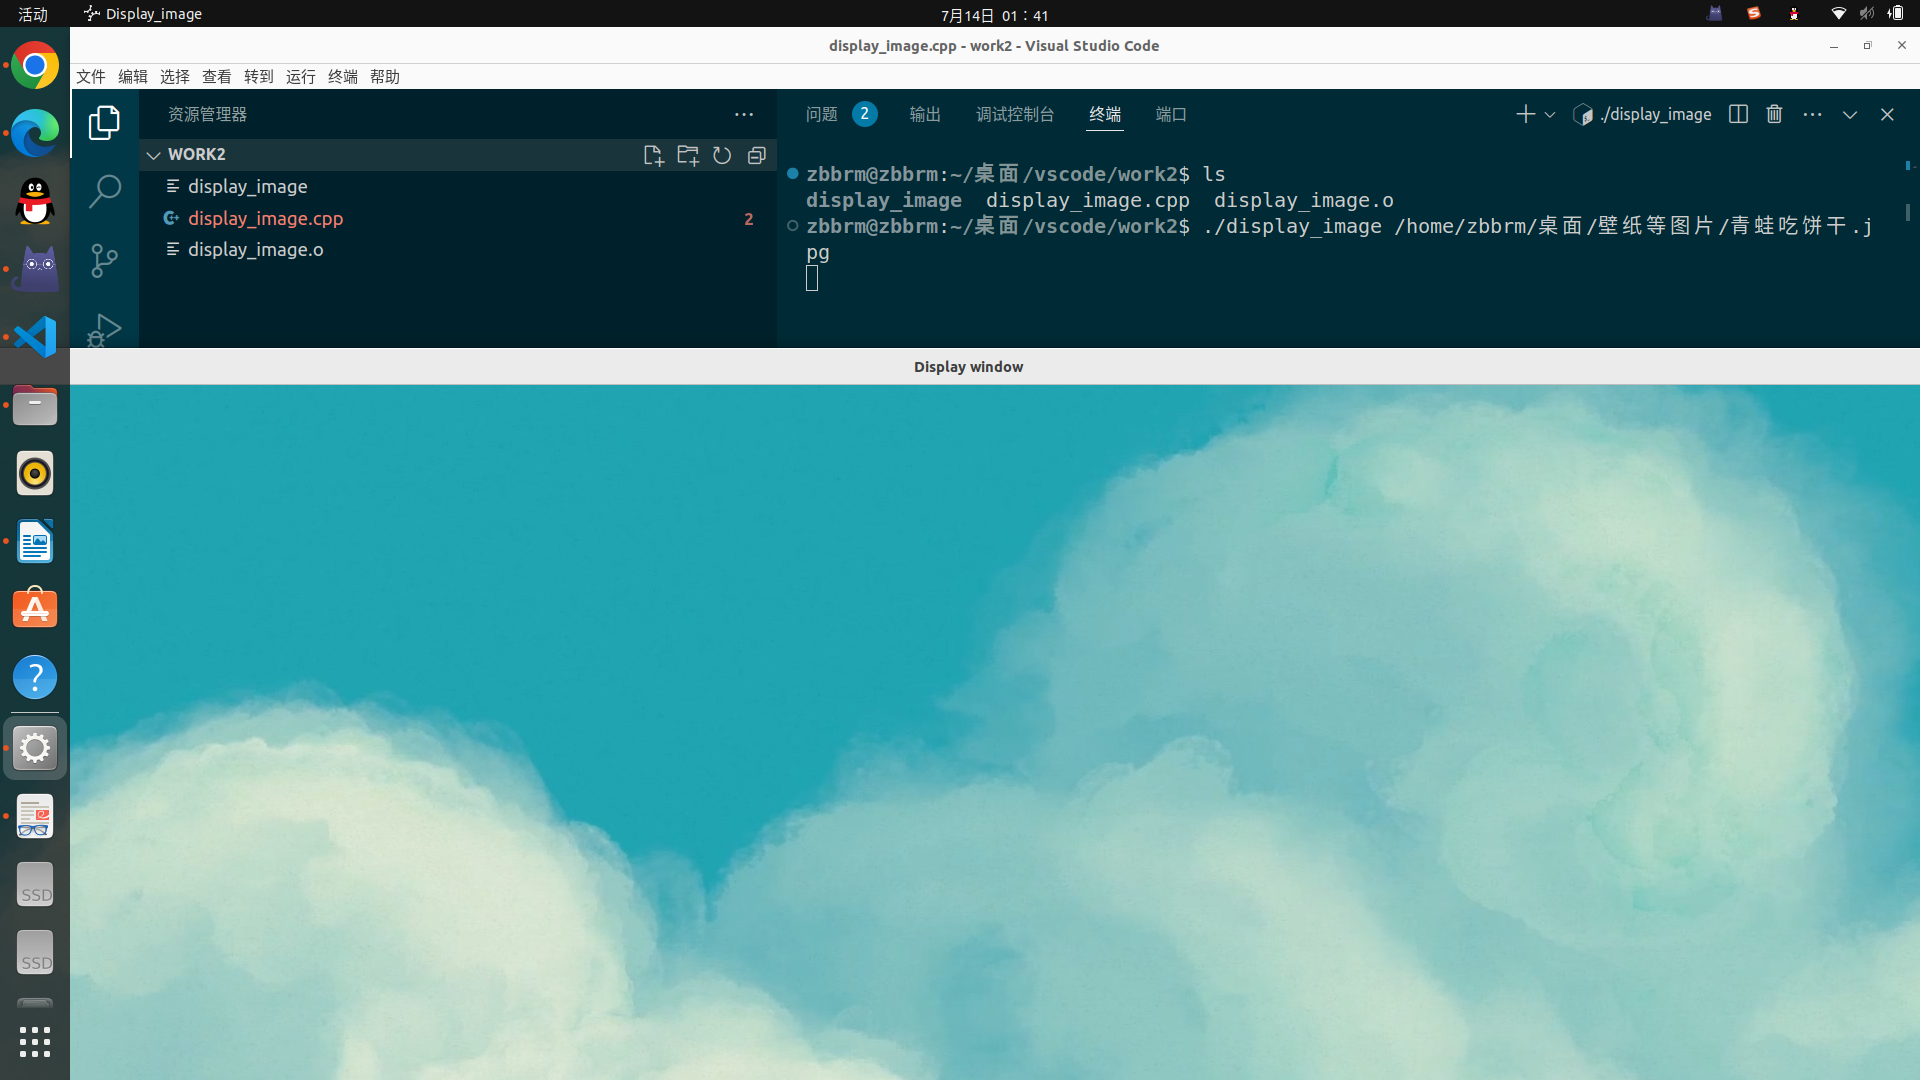 活动 Display_image 7月14日 01：41
display_image.cpp - work2 - Visual Studio Code
文件 编辑 选择 查看 转到 运行 终端 帮助
资源管理器
WORK2
display_image
display_image.cpp 2
display_image.o
问题 2 输出 调试控制台 终端 端口 ./display_image
zbbrm@zbbrm:~/桌面/vscode/work2$ ls
display_image display_image.cpp display_image.o
zbbrm@zbbrm:~/桌面/vscode/work2$ ./display_image /home/zbbrm/桌面/壁纸等图片/青蛙吃饼干.j
pg
Display window
SSD
SSD